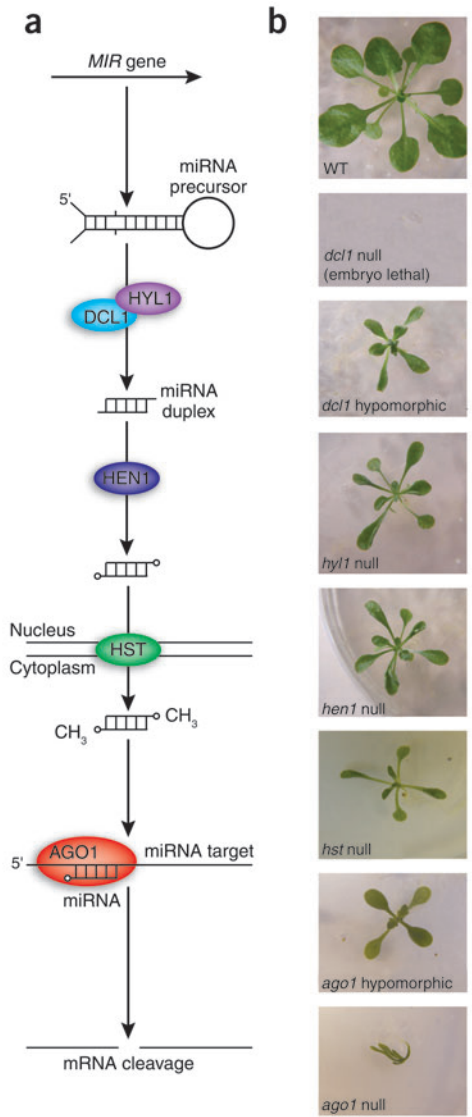 a
MIR gene
miRNA
precursor
5'
HYL1
DCL1
miRNA
duplex
HEN1
Nucleus
HST
Cytoplasm
CH3
CH3
AGO1
miRNA target
5'
miRNA
mRNA cleavage
b
WT
dcl1 null
(embryo lethal)
dcl1 hypomorphic
hyl1 null
hen1 null
hst null
ago1 hypomorphic
ago1 null